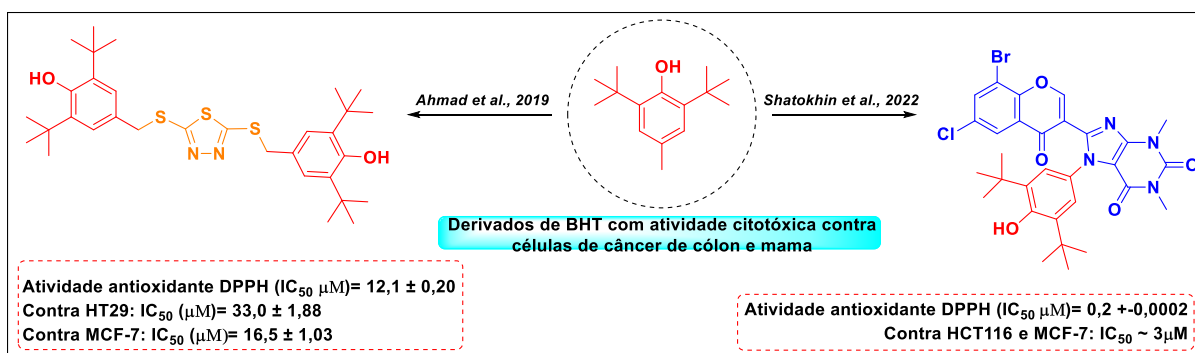 HO
S
S
S
N
N
OH
Ahmad et al., 2019
OH
Shatokhin et al., 2022
Br
O
Cl
O
N
N
N
O
N
O
HO
Derivados de BHT com atividade citotóxica contra
células de câncer de cólon e mama
Atividade antioxidante DPPH (IC50 μM)= 12,1 ± 0,20
Contra HT29: IC50 (μM)= 33,0 ± 1,88
Contra MCF-7: IC50 (μM)= 16,5 ± 1,03
Atividade antioxidante DPPH (IC50 μM)= 0,2 +-0,0002
Contra HCT116 e MCF-7: IC50 ~ 3μM